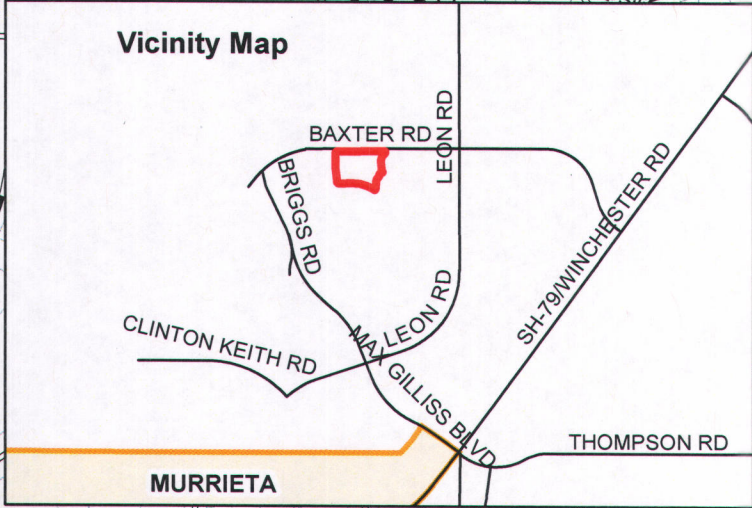 Vicinity Map
BAXTER RD
LEON RD
BRIGGS RD
SH-79/WINCHESTER RD
LEON RD
CLINTON KEITH RD
MAX GILLISS BLVD
THOMPSON RD
MURRIETA